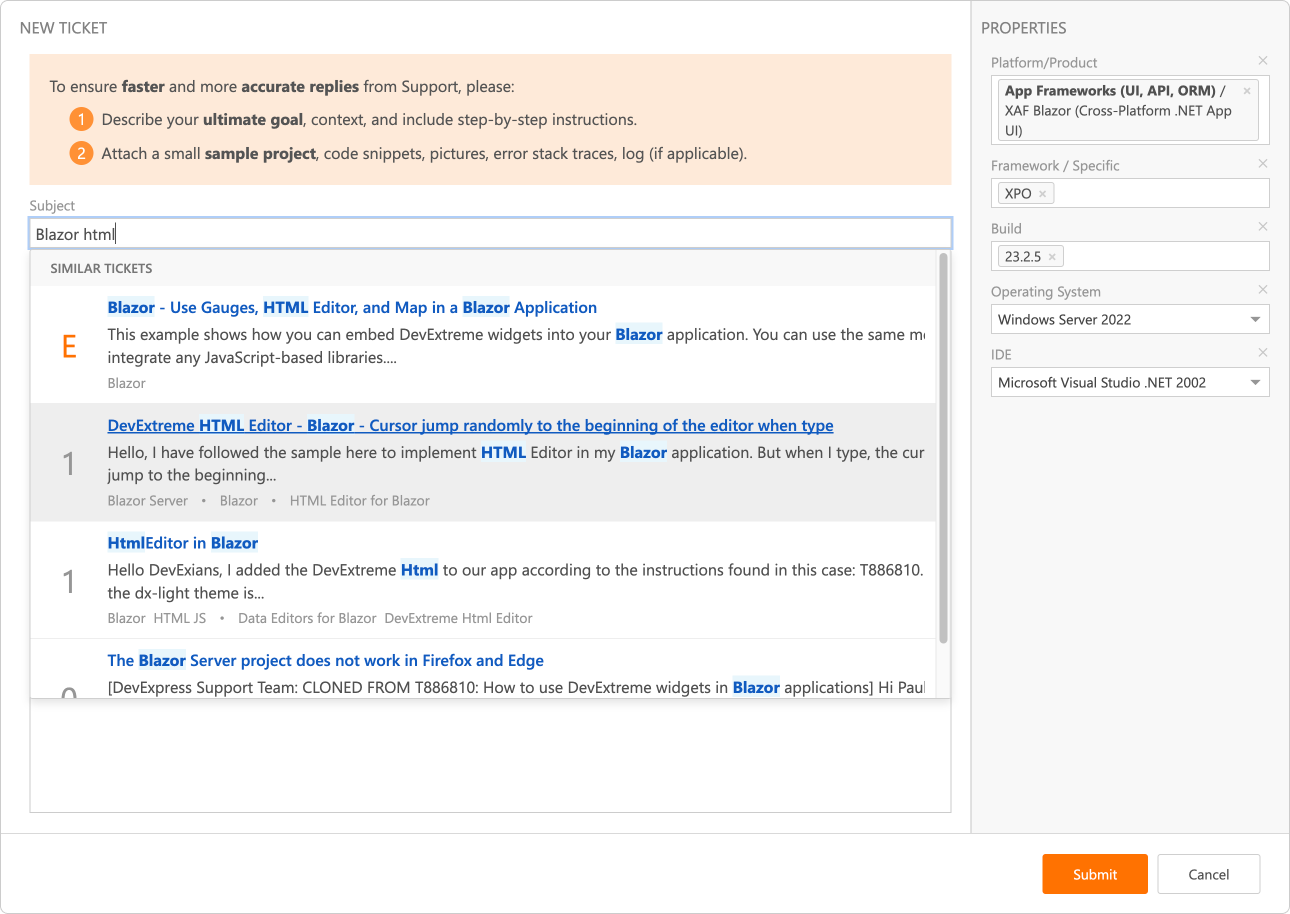 NEW TICKET
To ensure faster and more accurate replies from Support, please:
1 Describe your ultimate goal, context, and include step-by-step instructions.
2 Attach a small sample project, code snippets, pictures, error stack traces, log (if applicable).
Subject
Blazor html
SIMILAR TICKETS
Blazor - Use Gauges, HTML Editor, and Map in a Blazor Application
E
This example shows how you can embed DevExtreme widgets into your Blazor application. You can use the same
integrate any JavaScript-based libraries....
Blazor
DevExtreme HTML Editor - Blazor - Cursor jump randomly to the beginning of the editor when type
1
Hello, I have followed the sample here to implement HTML Editor in my Blazor application. But when I type, the cur
jump to the beginning...
Blazor Server • Blazor • HTML Editor for Blazor
HtmlEditor in Blazor
1
Hello DevExians, I added the DevExtreme Html to our app according to the instructions found in this case: T886810.
the dx-light theme is...
Blazor HTML JS • Data Editors for Blazor DevExtreme Html Editor
The Blazor Server project does not work in Firefox and Edge
0
[DevExpress Support Team: CLONED FROM T886810: How to use DevExtreme widgets in Blazor applications] Hi Paul
PROPERTIES
Platform/Product
App Frameworks (UI, API, ORM) /
XAF Blazor (Cross-Platform .NET App
UI)
Framework / Specific
XPO
Build
23.2.5
Operating System
Windows Server 2022
IDE
Microsoft Visual Studio .NET 2002
Submit
Cancel